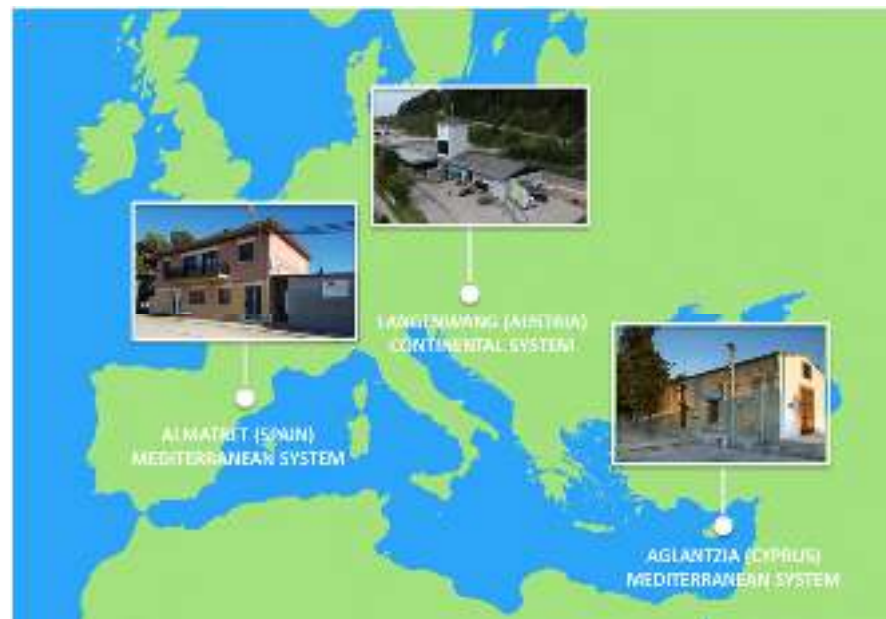 LANGENWANG (AUSTRIA)
CONTINENTAL SYSTEM
ALMATRET (SPAIN)
MEDITERRANEAN SYSTEM
AGLANTZIA (CYPRUS)
MEDITERRANEAN SYSTEM